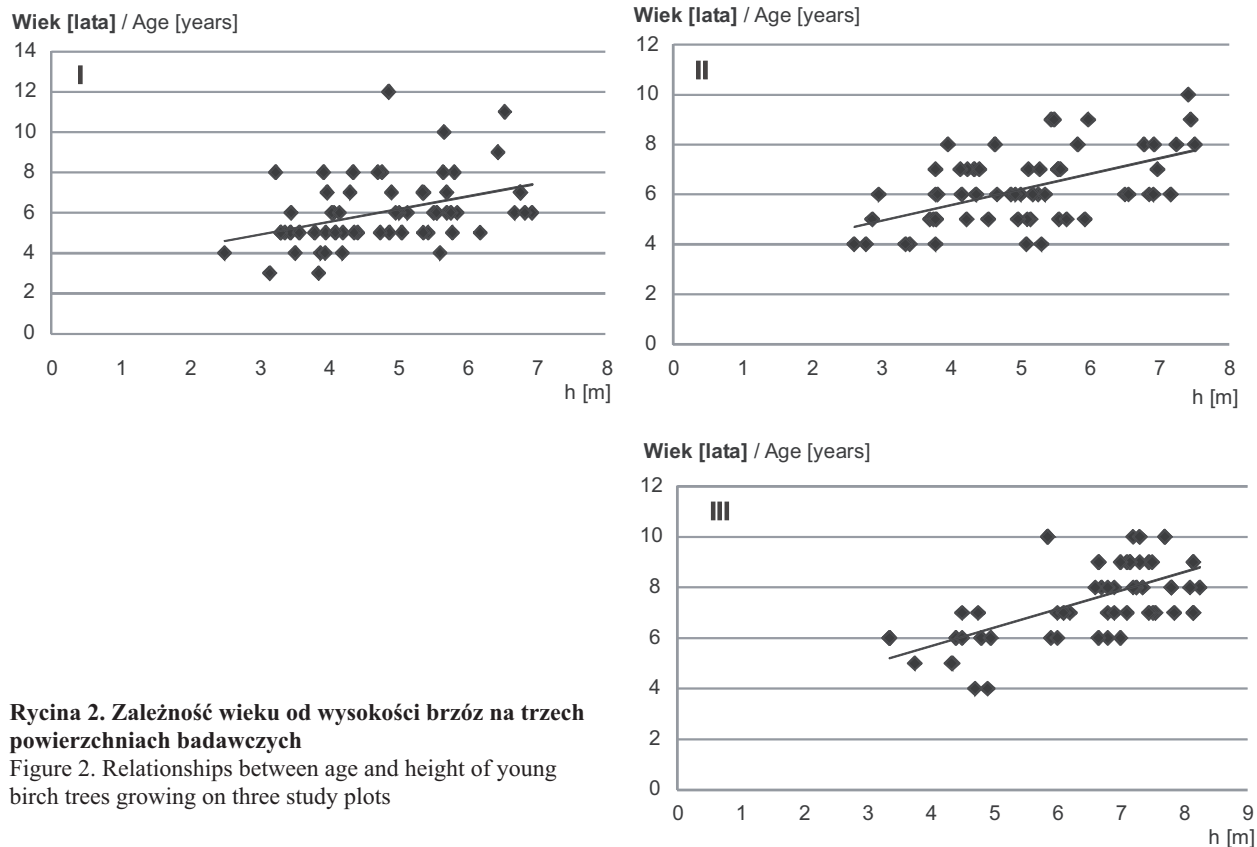 Wiek [lata] / Age [years]
14
12
10
8
6
4
2
0
I
0 1 2 3 4 5 6 7 8
h [m]
Wiek [lata] / Age [years]
12
10
8
6
4
2
0
II
0 1 2 3 4 5 6 7 8
h [m]
Wiek [lata] / Age [years]
12
10
8
6
4
2
0
III
0 1 2 3 4 5 6 7 8 9
h [m]
Rycina 2. Zależność wieku od wysokości brzóz na trzech
powierzchniach badawczych
Figure 2. Relationships between age and height of young
birch trees growing on three study plots